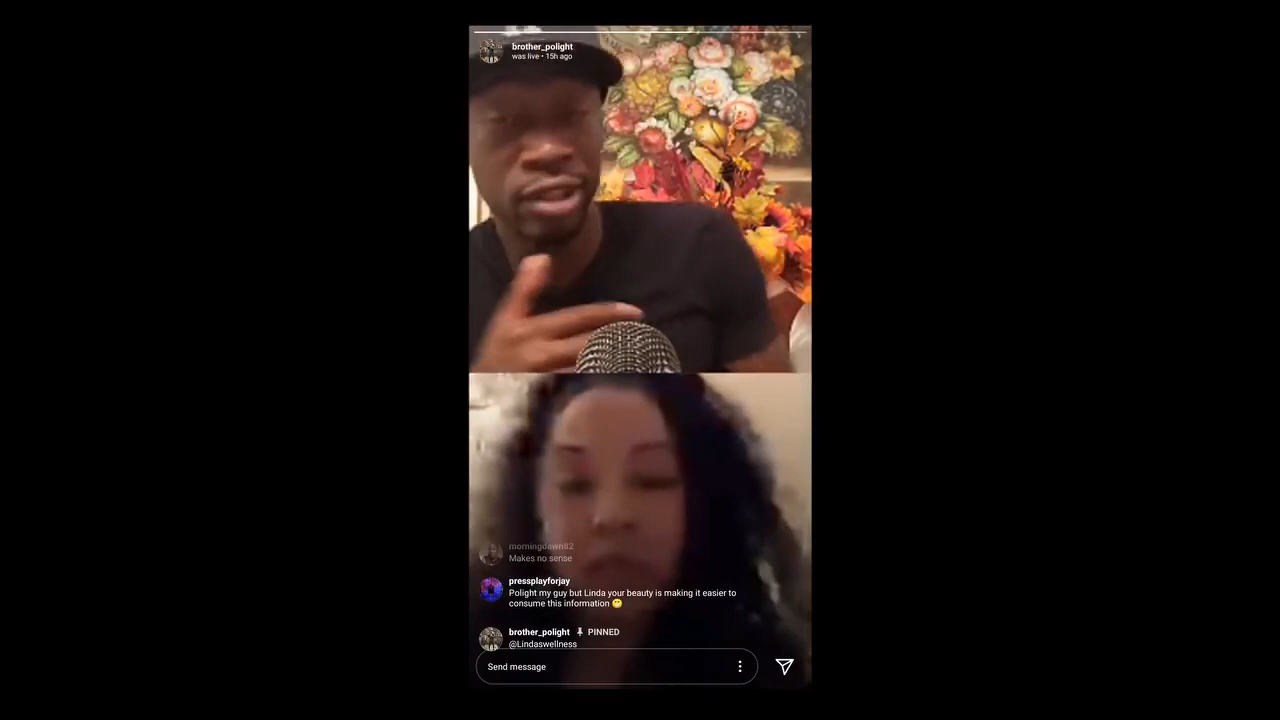 brother_polight
was live • 15h ago
morningdawn82
Makes no sense
pressplayforjay
Polight my guy but Linda your beauty is making it easier to
consume this information 🤭
brother_polight PINNED
@Lindaswellness
Send message